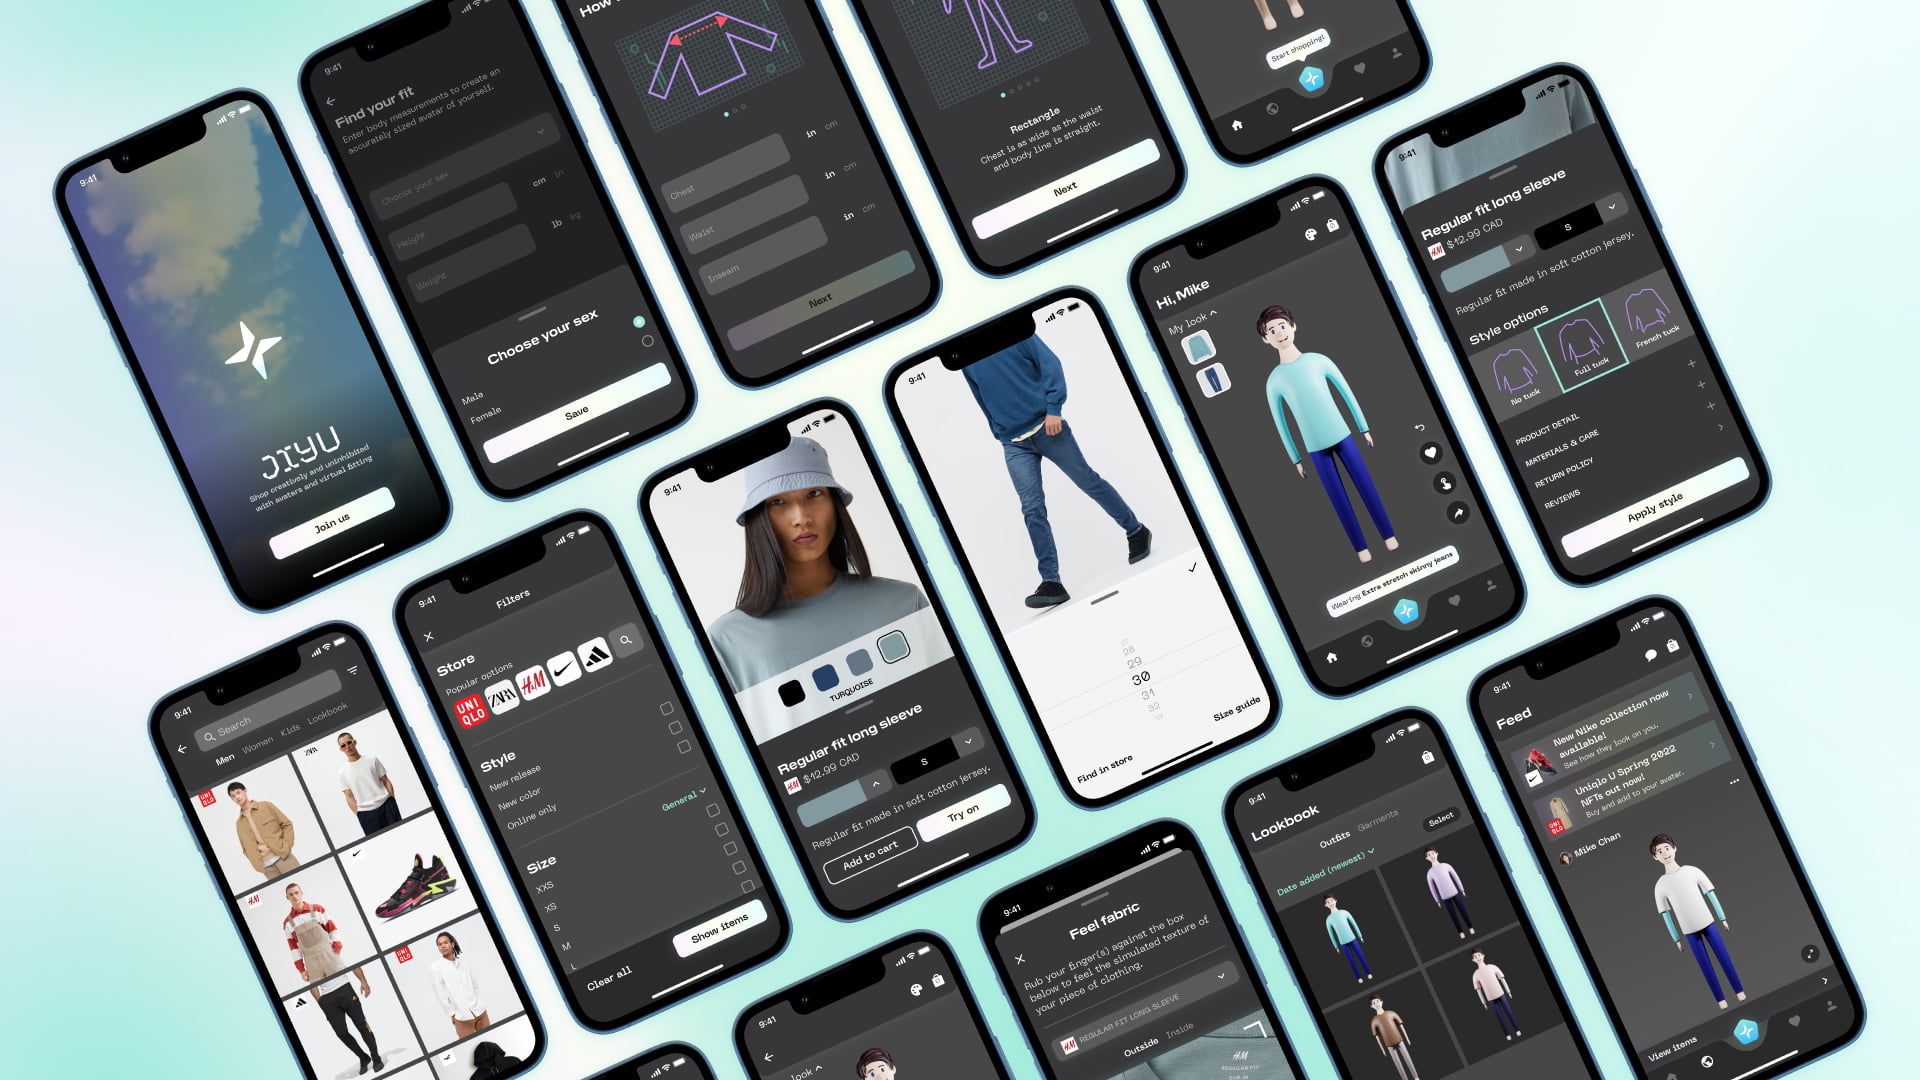 9:41
JIYU
Shop creatively and uninhibited
with avatars and virtual fitting
Join us
9:41
Find your fit
Enter body measurements to create an
accurately sized avatar of yourself.
Choose your sex
Height
cm in
Weight
lb kg
Choose your sex
Male
Female
Save
Chest
in cm
Waist
in cm
Inseam
in cm
Next
Rectangle
Chest is as wide as the waist
and body line is straight.
Next
Start shopping!
9:41
Regular fit long sleeve
H&M $12.99 CAD
S
Regular fit made in soft cotton jersey.
Style options
No tuck
Full tuck
French tuck
PRODUCT DETAIL
MATERIALS & CARE
RETURN POLICY
REVIEWS
Apply style
9:41
Hi, Mike
My look
Wearing Extra stretch skinny jeans
9:41
28
29
30
31
32
33
Find in store
Size guide
9:41
TURQUOISE
Regular fit long sleeve
H&M $12.99 CAD
S
Regular fit made in soft cotton jersey.
Add to cart
Try on
9:41
Filters
Store
Popular options
UNI
QLO
ZARA
H&M
Style
New release
New color
Online only
General
Size
XXS
XS
S
M
L
Clear all
Show items
9:41
Search
Men Women Kids Lookbook
UNI
QLO
ZARA
H&M
UNI
QLO
9:41
look
9:41
Feel fabric
Rub your finger(s) against the box
below to feel the simulated texture of
your piece of clothing.
H&M REGULAR FIT LONG SLEEVE
Outside Inside
H&M
REGULAR FIT
9:41
Lookbook
Outfits Garments
Select
Date added (newest)
9:41
Feed
New Nike collection now
available!
See how they look on you.
Uniqlo U Spring 2022
NFTs out now!
Buy and add to your avatar.
UNI
QLO
Mike Chan
View items